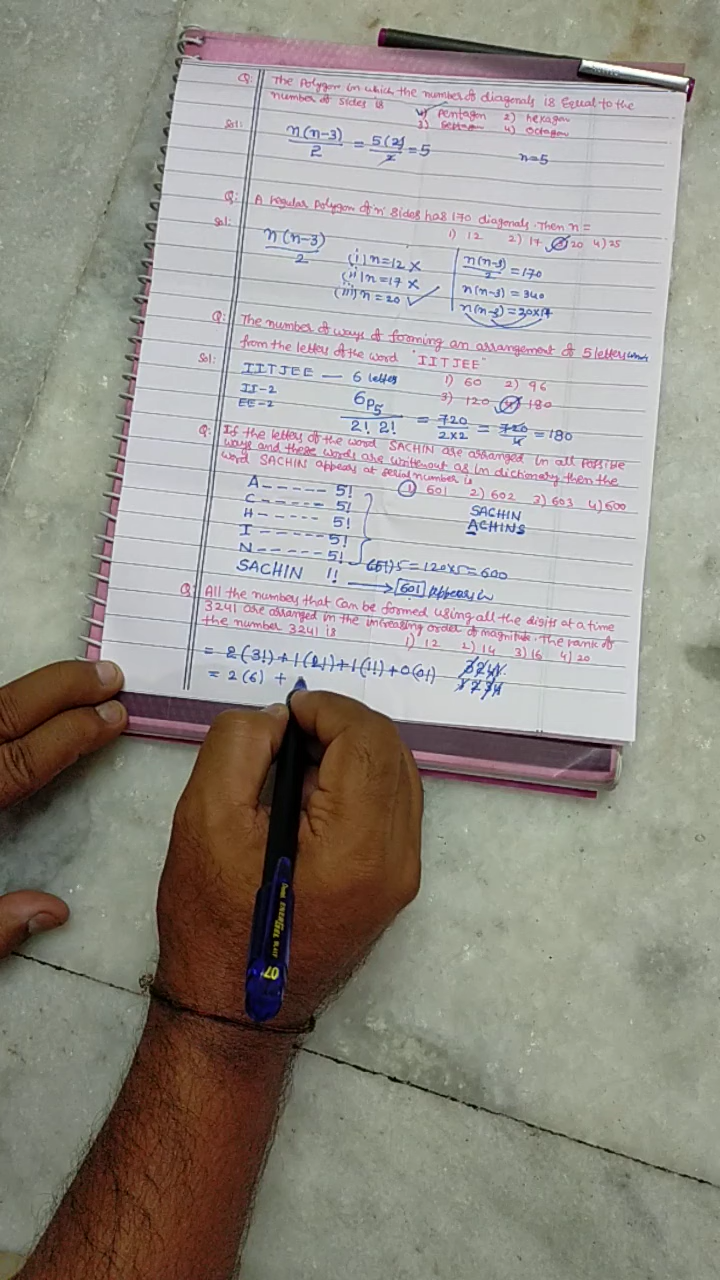 Q: The Polygon in which the number of diagonals is Equal to the
number of sides is 1) Pentagon 2) hexagon
3) Septagon 4) Octagon
Sol: n(n-3)/2 = 5(2)/2 = 5 n=5
Q: A regular Polygon of 'n' Sides has 170 diagonals. Then n =
1) 12 2) 17 3) 20 4) 25
Sol: n(n-3)/2
(i) n=12 ×
(ii) n=17 ×
(iii) n=20 ✓
n(n-3)/2 = 170
n(n-3) = 340
n(n-3) = 20×17
Q: The number of ways of forming an arrangement of 5 letters
from the letters of the word "IITJEE"
Sol: IITJEE — 6 letters 1) 60 2) 96
3) 120 4) 180
EE-2
6P5/2! 2! = 720/2×2 = 720/4 = 180
Q: If the letters of the word SACHIN are arranged in all Possible
ways and these words are written out as in dictionary then the
word SACHIN appears at serial number is
1) 601 2) 602 3) 603 4) 600
A----- 5!
C----- 5!
H----- 5!
I----- 5!
N----- 5!
SACHIN
ACHINS
5 = 120×5 = 600
SACHIN 1! → 601 appears
Q: All the numbers that Can be formed using all the digits at a time
3241 are arranged in the increasing order of magnitude. The rank of
the number 3241 is 1) 12 2) 14 3) 16 4) 20
= 2(3!) + 1(2!) + 1(1!) + 0(0!) 3241
1234
= 2(6) +
Pentel ENERGEL
07